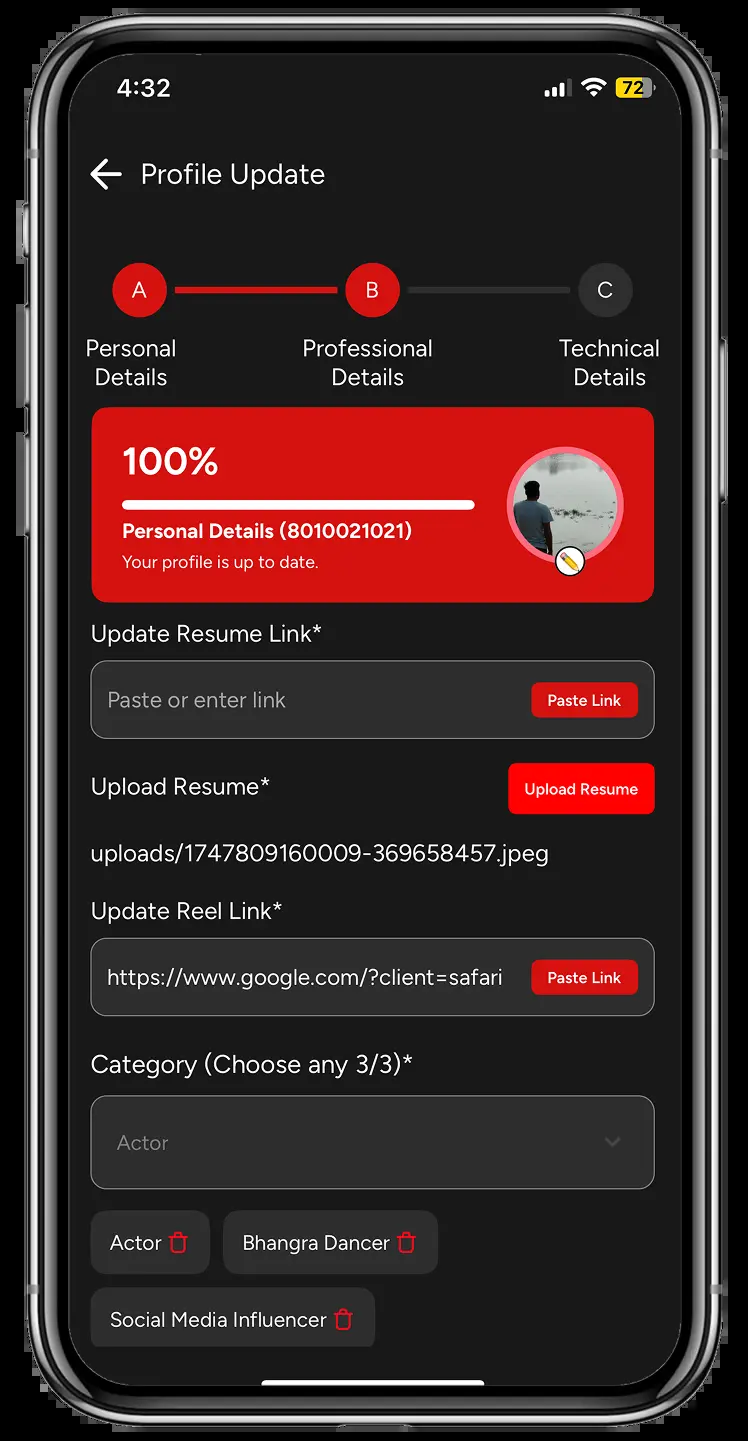 4:32
72
Profile Update
A
B
C
Personal
Details
Professional
Details
Technical
Details
100%
Personal Details (8010021021)
Your profile is up to date.
Update Resume Link*
Paste or enter link
Paste Link
Upload Resume*
Upload Resume
uploads/1747809160009-369658457.jpeg
Update Reel Link*
https://www.google.com/?client=safari
Paste Link
Category (Choose any 3/3)*
Actor
Actor
Bhangra Dancer
Social Media Influencer